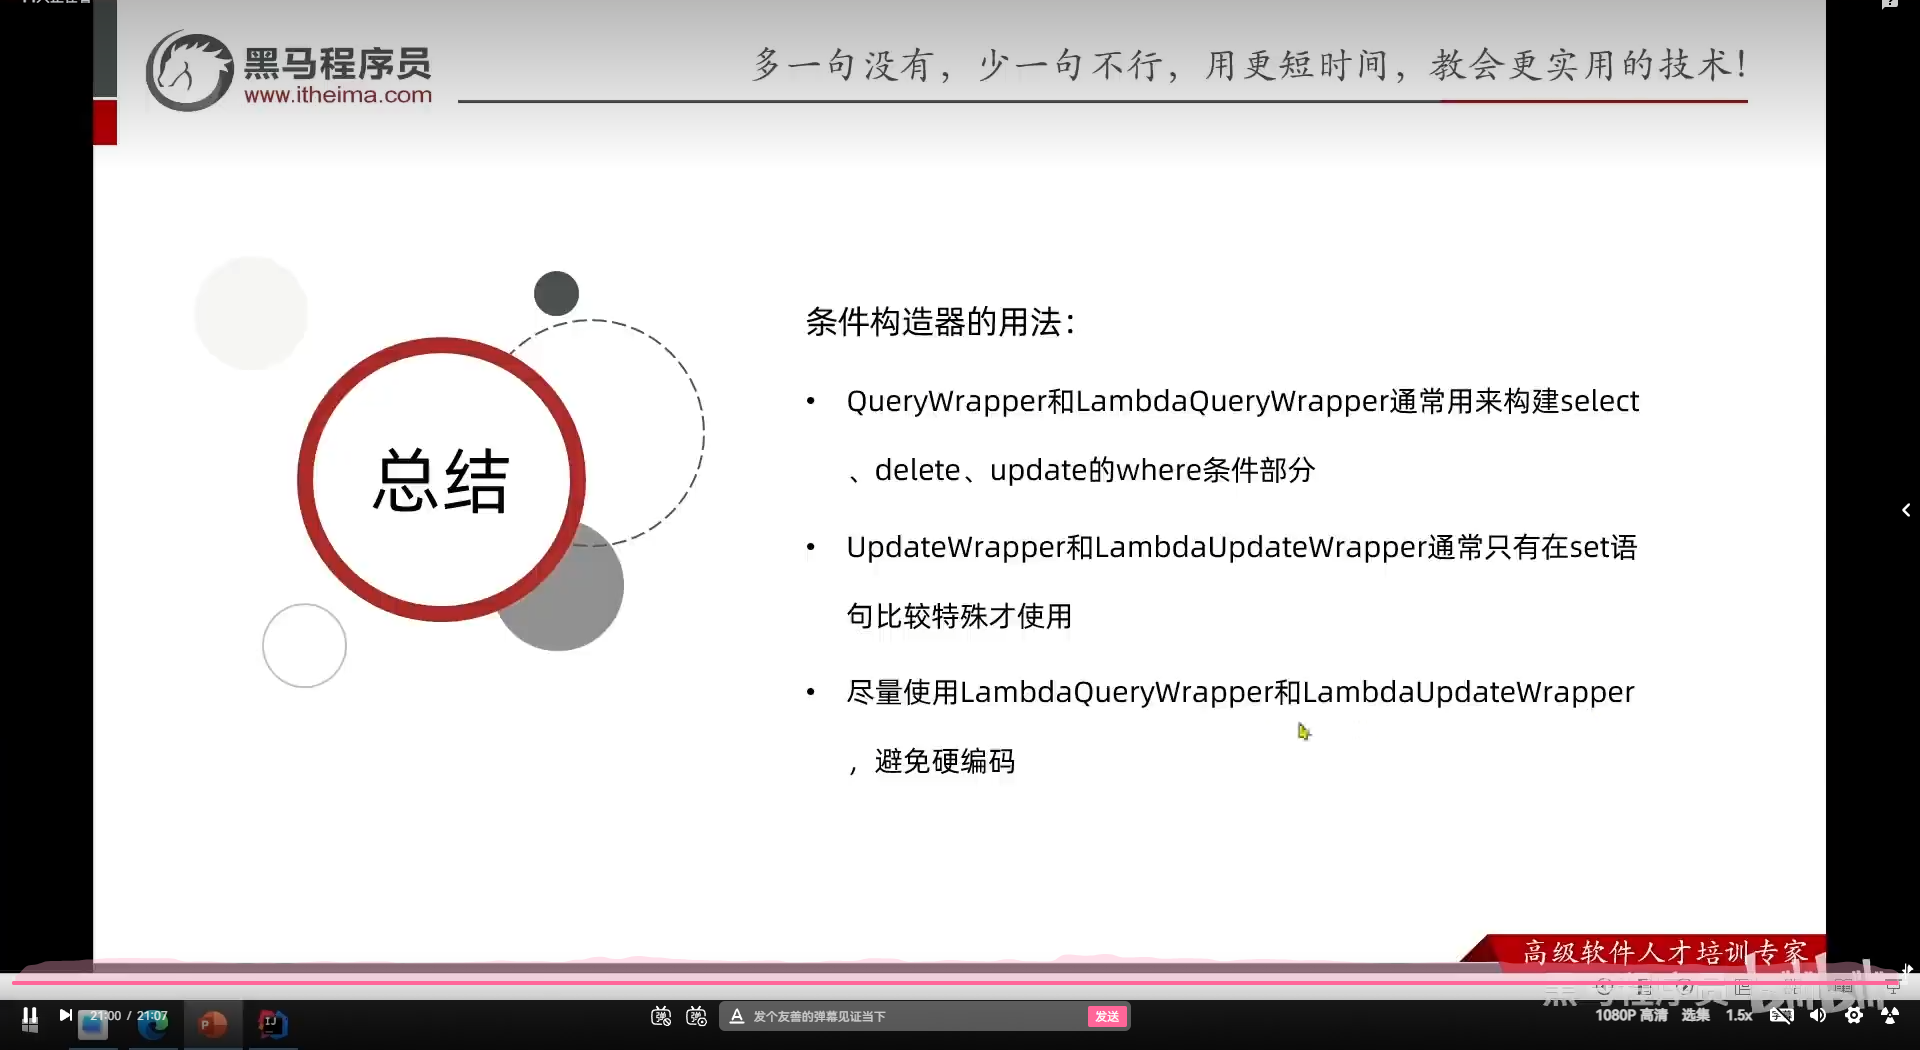 黑马程序员
www.itheima.com
多一句没有，少一句不行，用更短时间，教会更实用的技术！
总结
条件构造器的用法：
• QueryWrapper和LambdaQueryWrapper通常用来构建select
、delete、update的where条件部分
• UpdateWrapper和LambdaUpdateWrapper通常只有在set语
句比较特殊才使用
• 尽量使用LambdaQueryWrapper和LambdaUpdateWrapper
，避免硬编码
高级软件人才培训专家
黑马程序员 bilibili
21:00 / 21:07
发个友善的弹幕见证当下
发送
1080P 高清
选集
1.5x